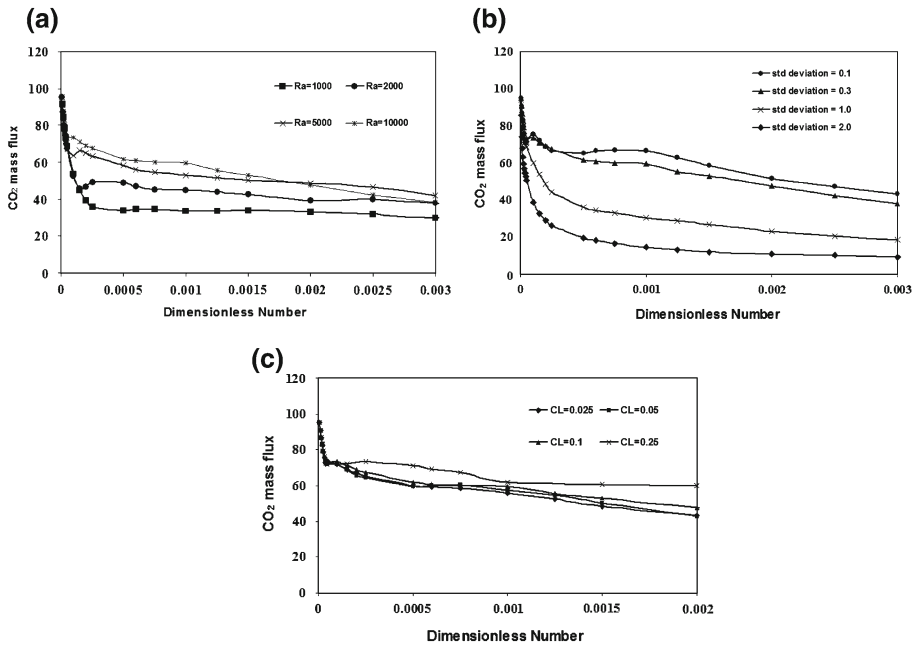 (a)
120
100
80
60
40
20
0
CO2 mass flux
Ra=1000 Ra=2000
Ra=5000 Ra=10000
0 0.0005 0.001 0.0015 0.002 0.0025 0.003
Dimensionless Number
(b)
120
100
80
60
40
20
0
CO2 mass flux
std deviation = 0.1
std deviation = 0.3
std deviation = 1.0
std deviation = 2.0
0 0.001 0.002 0.003
Dimensionless Number
(c)
120
100
80
60
40
20
0
CO2 mass flux
CL=0.025 CL=0.05
CL=0.1 CL=0.25
0 0.0005 0.001 0.0015 0.002
Dimensionless Number